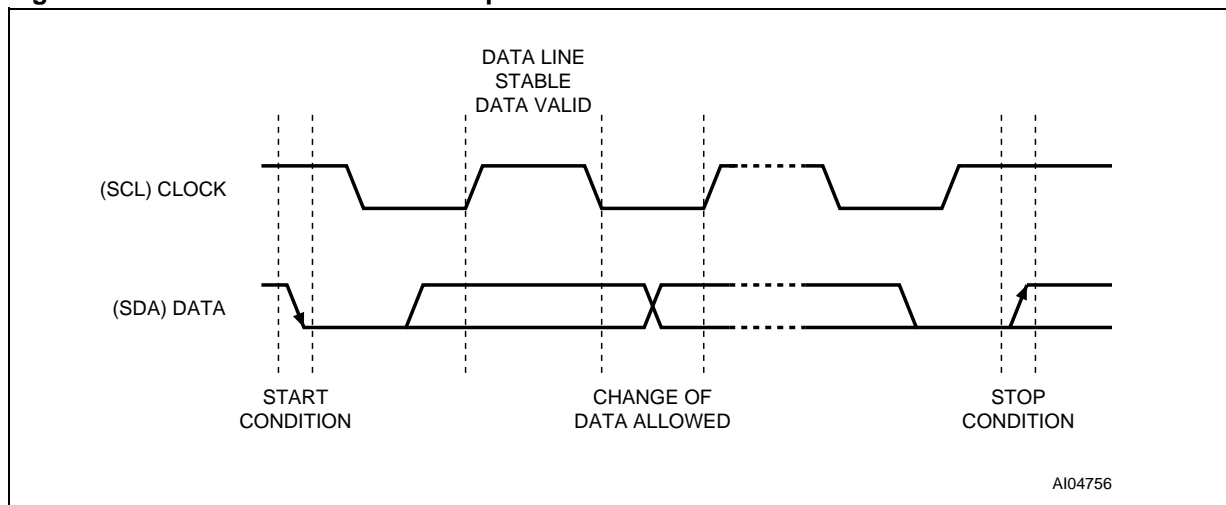 DATA LINE
STABLE
DATA VALID
(SCL) CLOCK
(SDA) DATA
START
CONDITION
CHANGE OF
DATA ALLOWED
STOP
CONDITION
AI04756